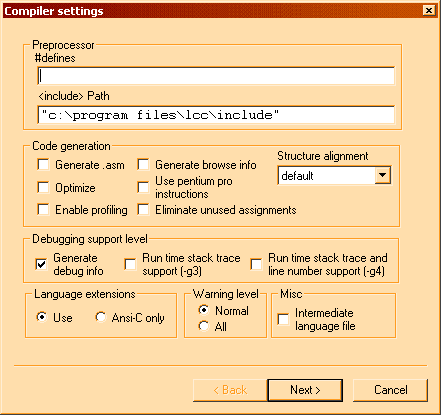 Compiler settings
Preprocessor
#defines
<include> Path
"c:\program files\lcc\include"
Code generation
Generate .asm
Generate browse info
Structure alignment
Optimize
Use pentium pro
instructions
default
Enable profiling
Eliminate unused assignments
Debugging support level
Generate
debug info
Run time stack trace
support (-g3)
Run time stack trace and
line number support (-g4)
Language extensions
Use
Ansi-C only
Warning level
Normal
All
Misc
Intermediate
language file
< Back
Next >
Cancel